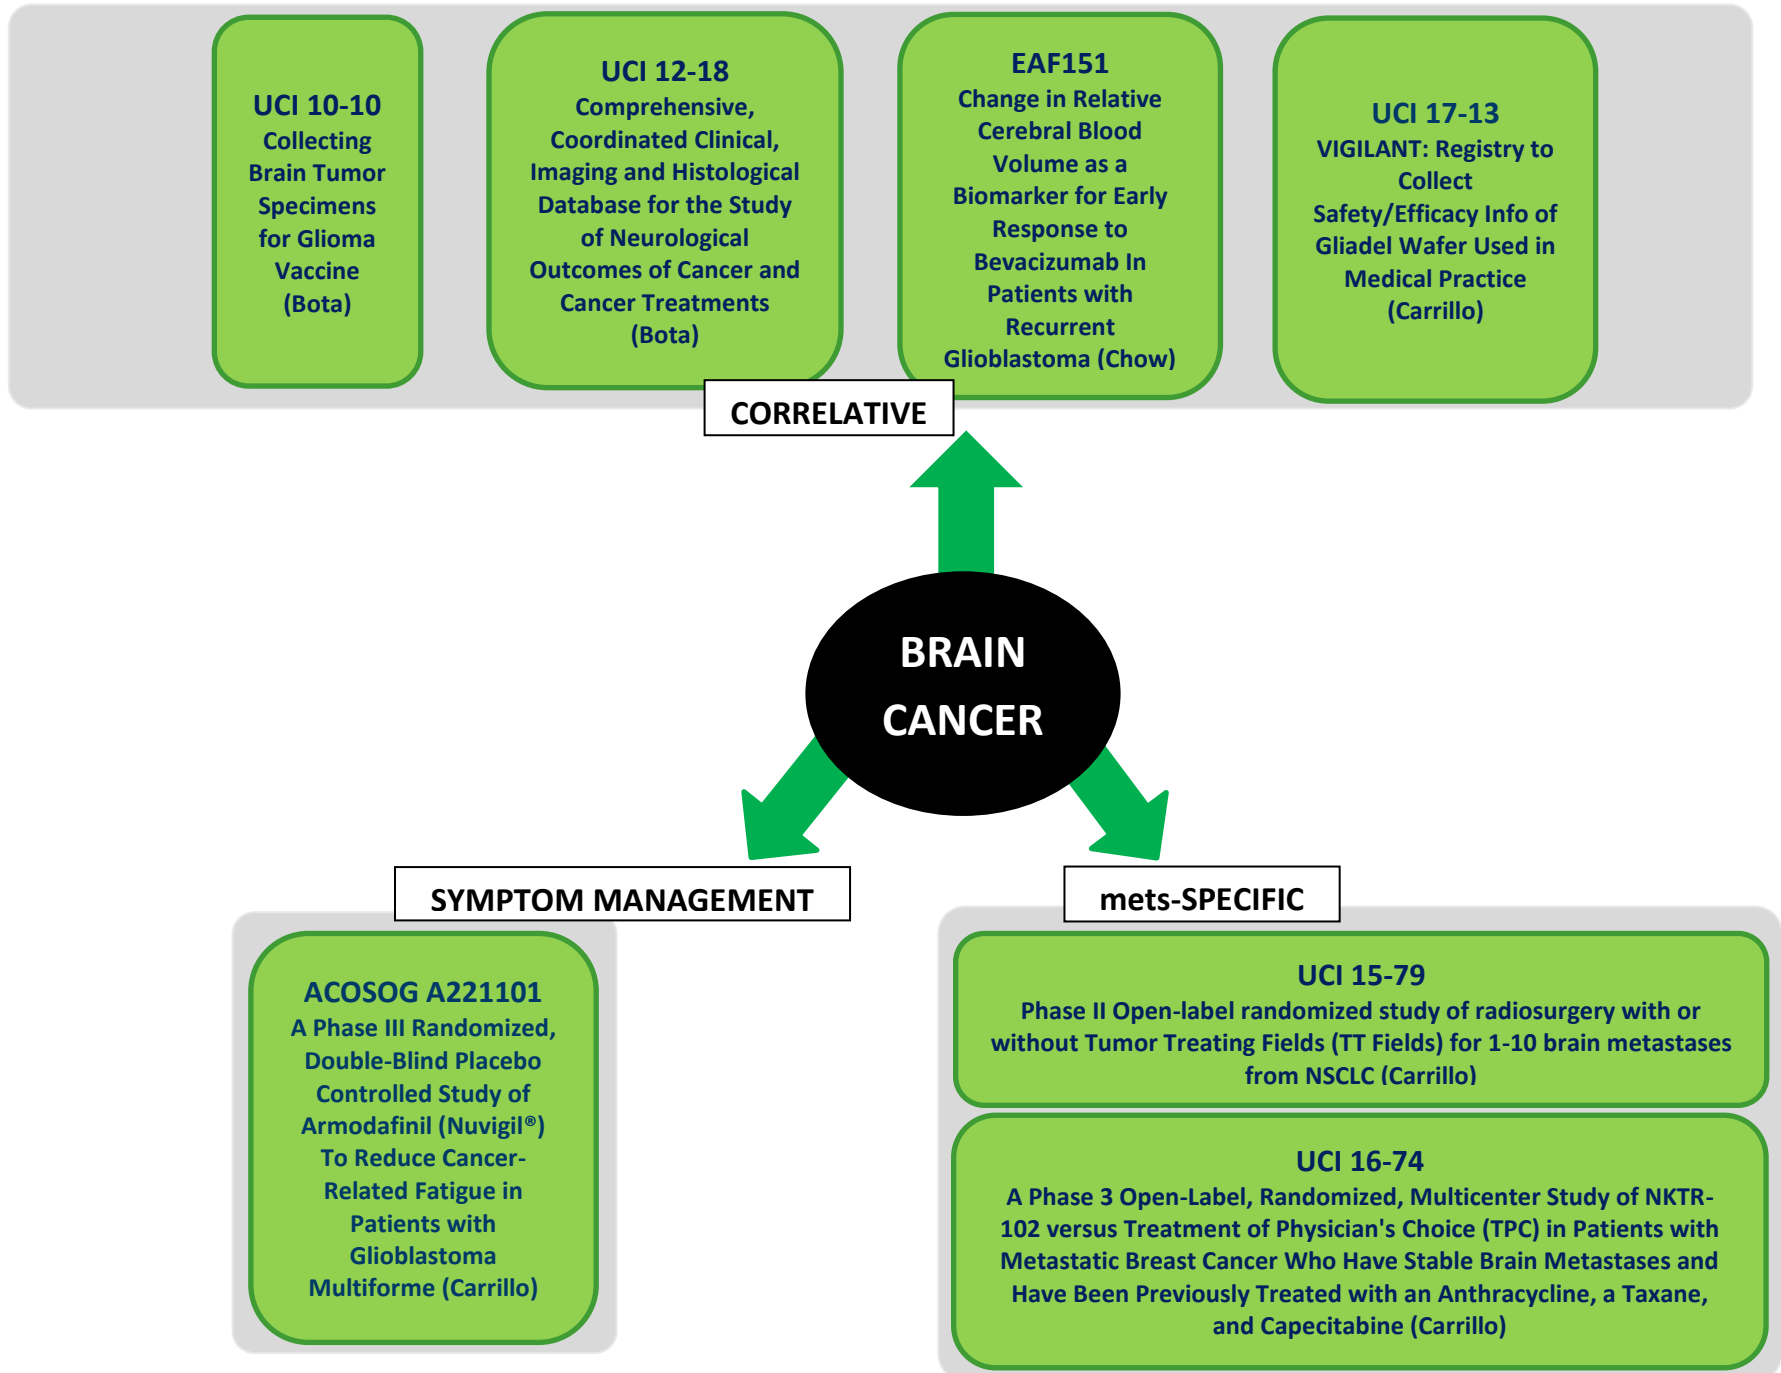 UCI 10-10
Collecting
Brain Tumor
Specimens
for Glioma
Vaccine
(Bota)
UCI 12-18
Comprehensive,
Coordinated Clinical,
Imaging and Histological
Database for the Study
of Neurological
Outcomes of Cancer and
Cancer Treatments
(Bota)
EAF151
Change in Relative
Cerebral Blood
Volume as a
Biomarker for Early
Response to
Bevacizumab In
Patients with
Recurrent
Glioblastoma (Chow)
UCI 17-13
VIGILANT: Registry to
Collect
Safety/Efficacy Info of
Gliadel Wafer Used in
Medical Practice
(Carrillo)
CORRELATIVE
BRAIN
CANCER
SYMPTOM MANAGEMENT
ACOSOG A221101
A Phase III Randomized,
Double-Blind Placebo
Controlled Study of
Armodafinil (Nuvigil®)
To Reduce Cancer-
Related Fatigue in
Patients with
Glioblastoma
Multiforme (Carrillo)
mets-SPECIFIC
UCI 15-79
Phase II Open-label randomized study of radiosurgery with or
without Tumor Treating Fields (TT Fields) for 1-10 brain metastases
from NSCLC (Carrillo)
UCI 16-74
A Phase 3 Open-Label, Randomized, Multicenter Study of NKTR-
102 versus Treatment of Physician's Choice (TPC) in Patients with
Metastatic Breast Cancer Who Have Stable Brain Metastases and
Have Been Previously Treated with an Anthracycline, a Taxane,
and Capecitabine (Carrillo)